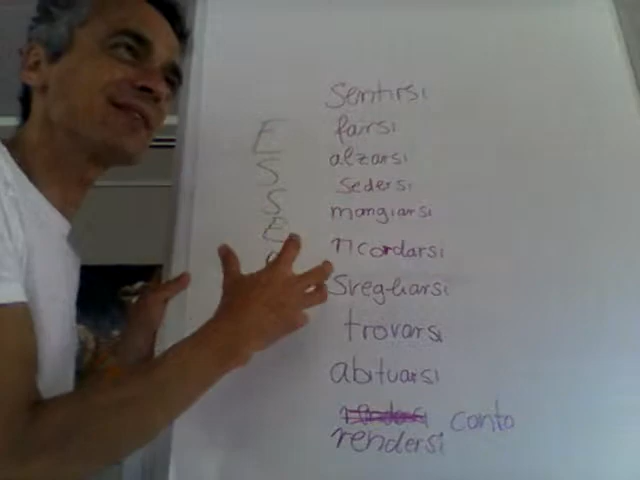 sentirsi
farsi
alzarsi
sedersi
mangiarsi
ricordarsi
svegliarsi
trovarsi
abituarsi
conto
rendersi
E
S
S
E